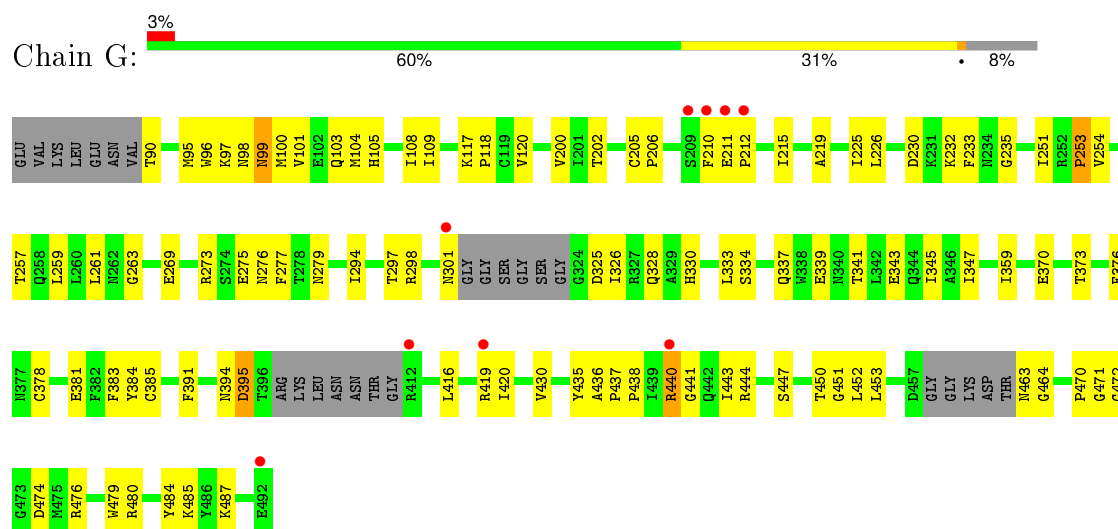 3%
Chain G:
60% 31% • 8%
GLU VAL LYS LEU GLU ASN VAL T90 M95 W96 K97 N98 N99 M100 V101 E102 Q103 M104 H105 I108 I109 K117 P118 C119 V120 V200 I201 T202 C205 P206 S209 F210 E211 P212 I215 A219 I225 L226 D230 K231 K232 F233 N234 G235 I251 R252 P253 V254
T257 Q258 L259 L260 L261 N262 G263 E269 R273 S274 E275 N276 F277 T278 N279 I294 T297 R298 N301 GLY GLY SER GLY SER GLY G324 D325 I326 R327 Q328 A329 H330 L333 S334 Q337 W338 E339 N340 T341 L342 E343 Q344 I345 A346 I347 I359 E370 T373 F376
N377 C378 E381 F382 F383 Y384 C385 F391 N394 D395 T396 ARG LYS LEU ASN ASN THR GLY R412 L416 R419 I420 V430 Y435 A436 P437 P438 I439 R440 G441 Q442 I443 R444 S447 T450 G451 L452 L453 D457 GLY GLY LYS ASP THR N463 G464 P470 G471 G472
G473 D474 M475 R476 W479 R480 Y484 K485 Y486 K487 E492